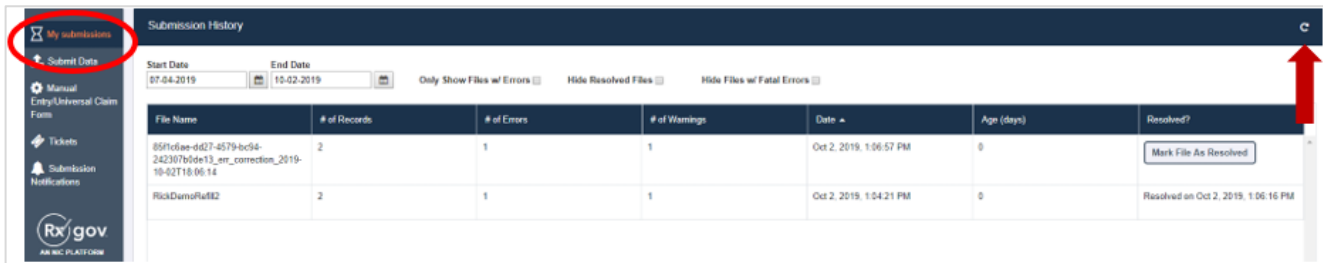 My submissions
Submit Data
Manual
Entry/Universal Claim
Form
Tickets
Submission
Notifications
Rx gov
AN NIC PLATFORM
Submission History
Start Date End Date
07-04-2019 10-02-2019 Only Show Files w/ Errors Hide Resolved Files Hide Files w/ Fatal Errors
File Name # of Records # of Errors # of Warnings Date Age (days) Resolved?
85f1c6ae-dd27-4579-bc94- 2 1 1 Oct 2, 2019, 1:06:57 PM 0 Mark File As Resolved
242307b0de13_err_correction_2019-
10-02T18:06:14
RickDemoRefill2 2 1 1 Oct 2, 2019, 1:04:21 PM 0 Resolved on Oct 2, 2019, 1:06:16 PM